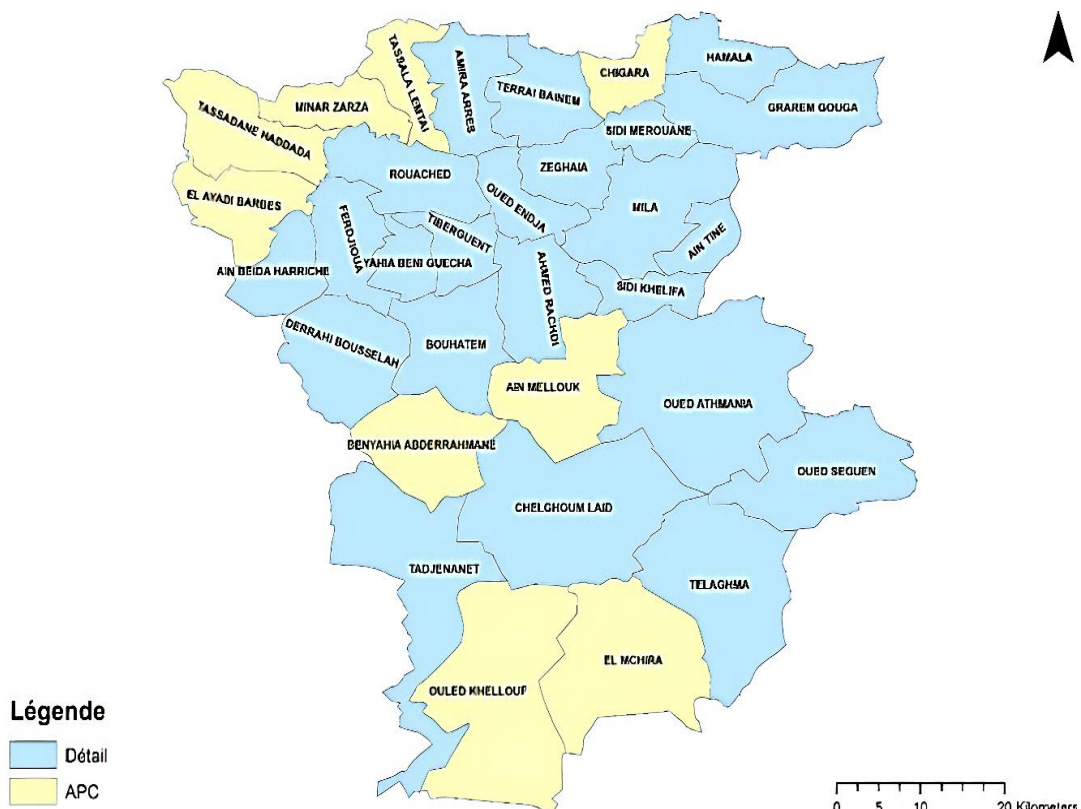 HAMALA
CHIGARA
TASSALA LEMTAI
AMIRA ARRES
TERRAI BAINEM
GRAREM GOUGA
MINAR ZARZA
TASSADANE HADDADA
SIDI MEROUANE
ZEGHAIA
ROUACHED
EL AYADI BARBES
OUED ENDJA
MILA
FERDJIOUA
TIBERGUENT
AIN TINE
YAHIA BENI GUECHA
AIN BEIDA HARRICHE
AHMED RACHDI
SIDI KHELIFA
DERRAHI BOUSSELAH
BOUHATEM
AIN MELLOUK
OUED ATHMANIA
BENYAHIA ABDERRAHMANE
OUED SEGUEN
CHELGHOUM LAID
TADJENANET
TELAGHMA
EL MCHIRA
OULED KHELLOUF
Légende
Détail
APC
0 5 10 20 Kilometers